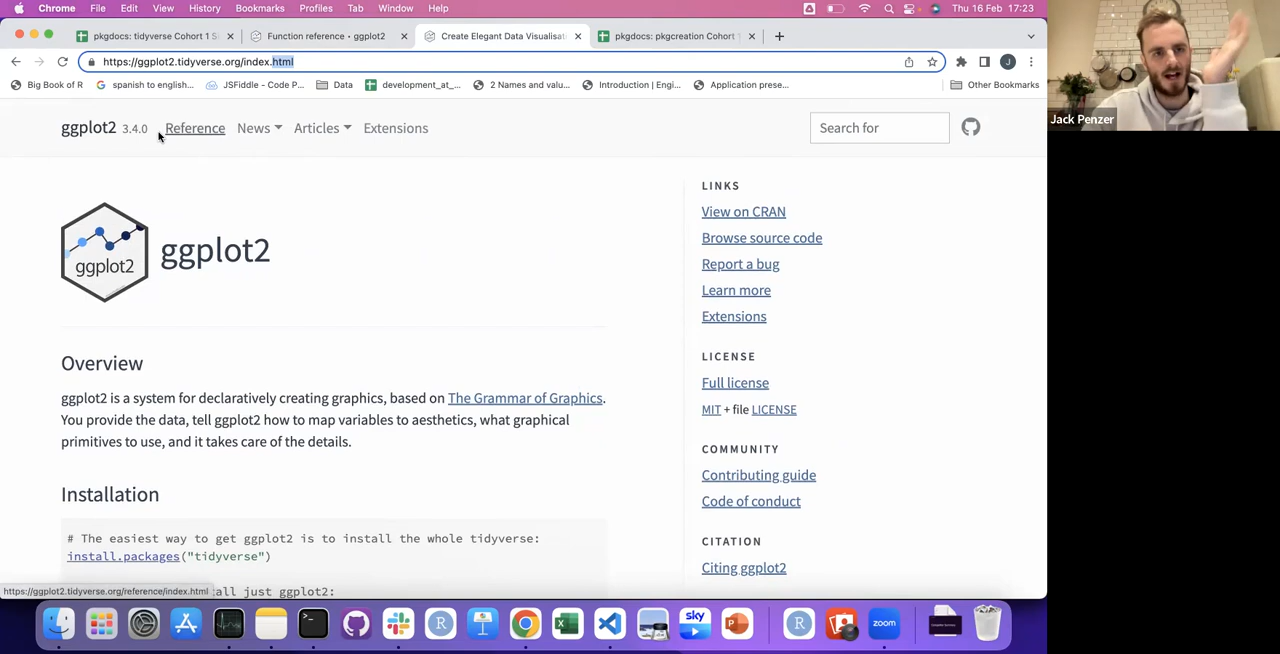 Chrome File Edit View History Bookmarks Profiles Tab Window Help Thu 16 Feb 17:23
pkgdocs: tidyverse Cohort 1 S Function reference • ggplot2 Create Elegant Data Visualisat pkgdocs: pkgcreation Cohort
https://ggplot2.tidyverse.org/index.html
Big Book of R spanish to english... JSFiddle - Code P... Data development_at_... 2 Names and valu... Introduction | Engi... Application prese... Other Bookmarks
ggplot2 3.4.0 Reference News Articles Extensions Search for
Jack Penzer
ggplot2
ggplot2
Overview
ggplot2 is a system for declaratively creating graphics, based on The Grammar of Graphics.
You provide the data, tell ggplot2 how to map variables to aesthetics, what graphical
primitives to use, and it takes care of the details.
Installation
# The easiest way to get ggplot2 is to install the whole tidyverse:
install.packages("tidyverse")
tall just ggplot2:
LINKS
View on CRAN
Browse source code
Report a bug
Learn more
Extensions
LICENSE
Full license
MIT + file LICENSE
COMMUNITY
Contributing guide
Code of conduct
CITATION
Citing ggplot2
https://ggplot2.tidyverse.org/reference/index.html
R sky R zoom